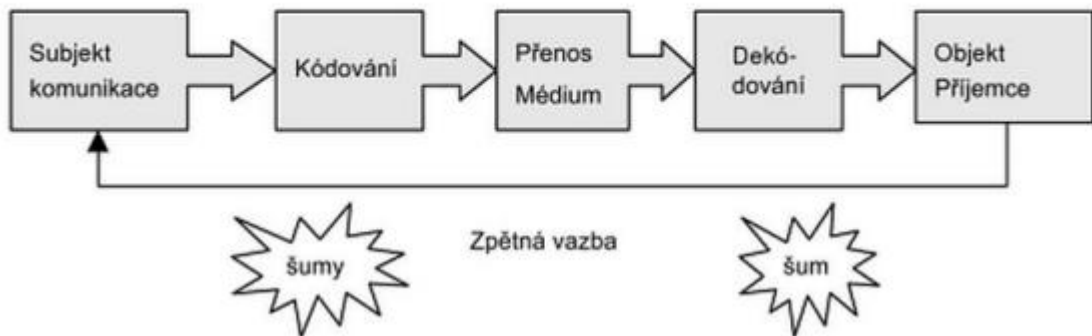 Subjekt
komunikace
Kódování
Přenos
Médium
Dekó-
dování
Objekt
Příjemce
Zpětná vazba
šumy
šum